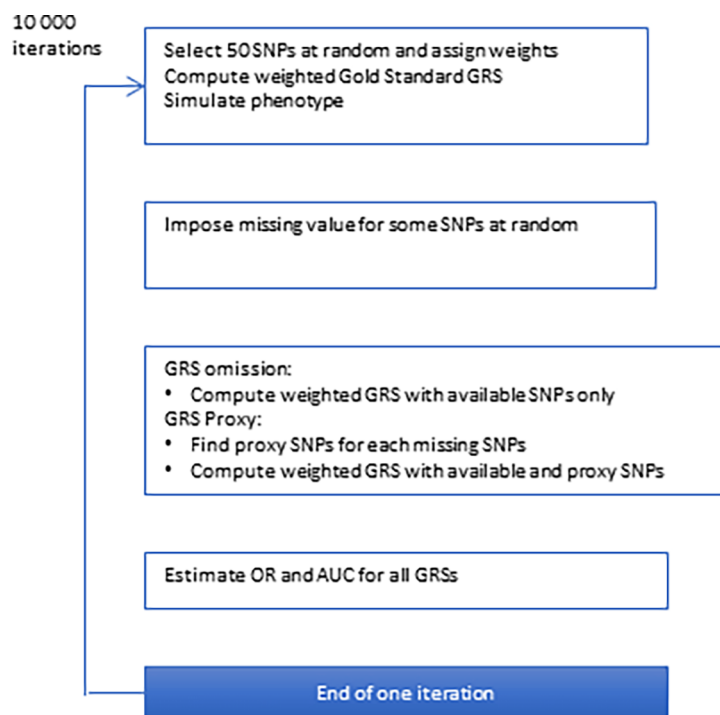 10 000
iterations
Select 50 SNPs at random and assign weights
Compute weighted Gold Standard GRS
Simulate phenotype
Impose missing value for some SNPs at random
GRS omission:
• Compute weighted GRS with available SNPs only
GRS Proxy:
• Find proxy SNPs for each missing SNPs
• Compute weighted GRS with available and proxy SNPs
Estimate OR and AUC for all GRSs
End of one iteration